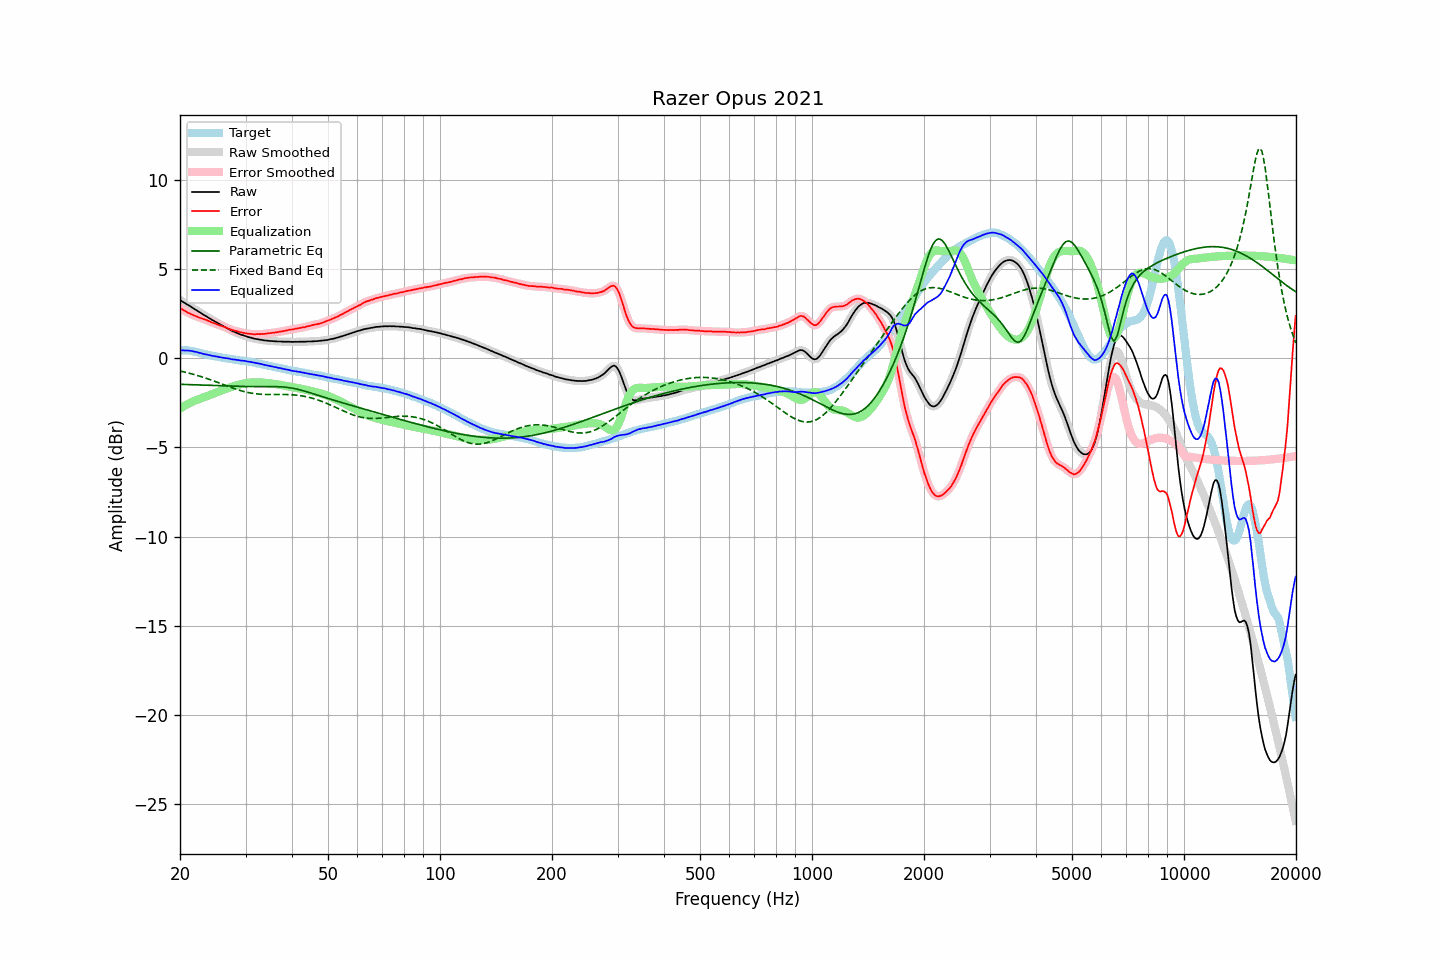 Razer Opus 2021
Target
Raw Smoothed
Error Smoothed
Raw
Error
Equalization
Parametric Eq
Fixed Band Eq
Equalized
10
5
0
−5
−10
−15
−20
−25
Amplitude (dBr)
20
50
100
200
500
1000
2000
5000
10000
20000
Frequency (Hz)